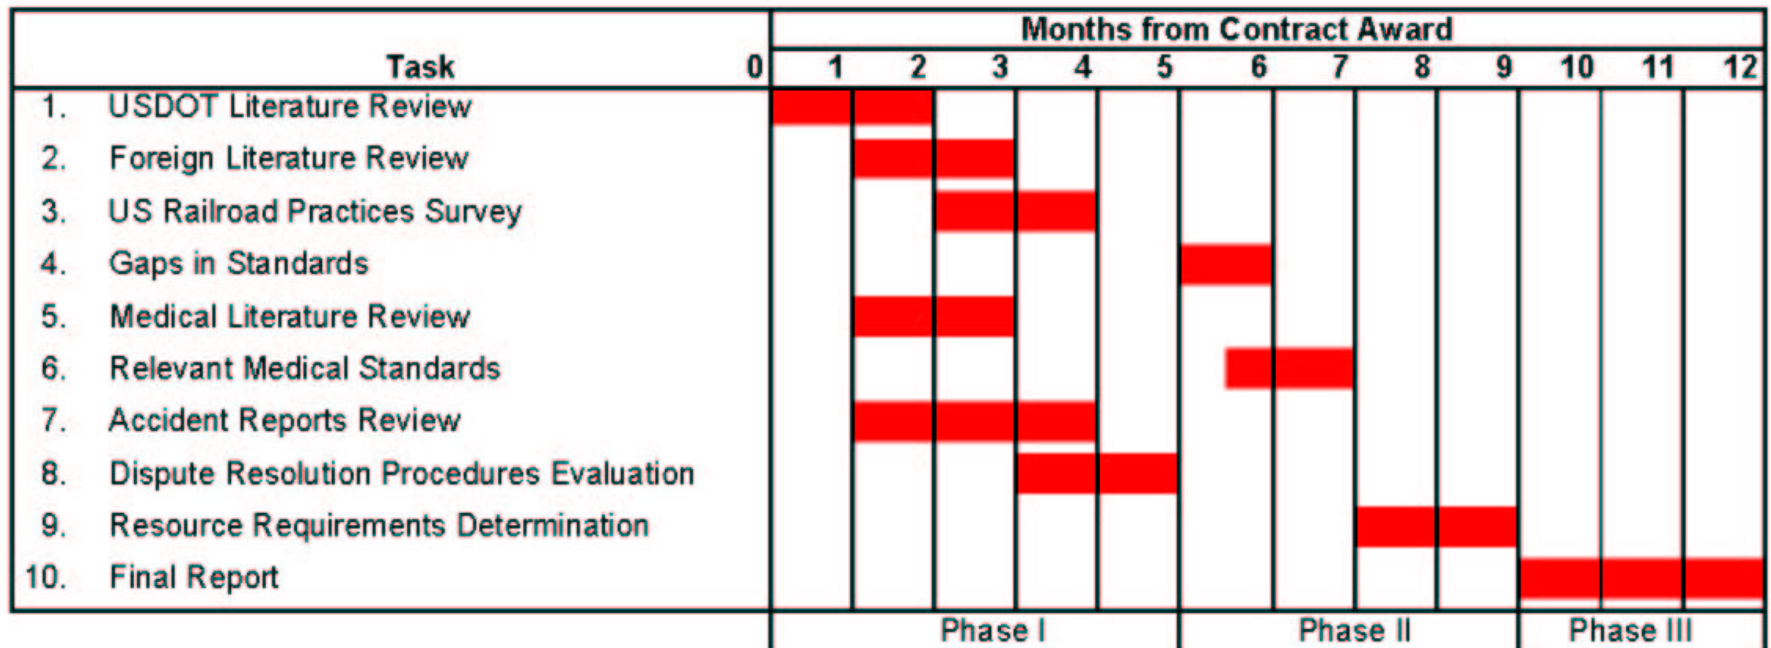 Months from Contract Award
Task 0 1 2 3 4 5 6 7 8 9 10 11 12
1. USDOT Literature Review
2. Foreign Literature Review
3. US Railroad Practices Survey
4. Gaps in Standards
5. Medical Literature Review
6. Relevant Medical Standards
7. Accident Reports Review
8. Dispute Resolution Procedures Evaluation
9. Resource Requirements Determination
10. Final Report
Phase I Phase II Phase III